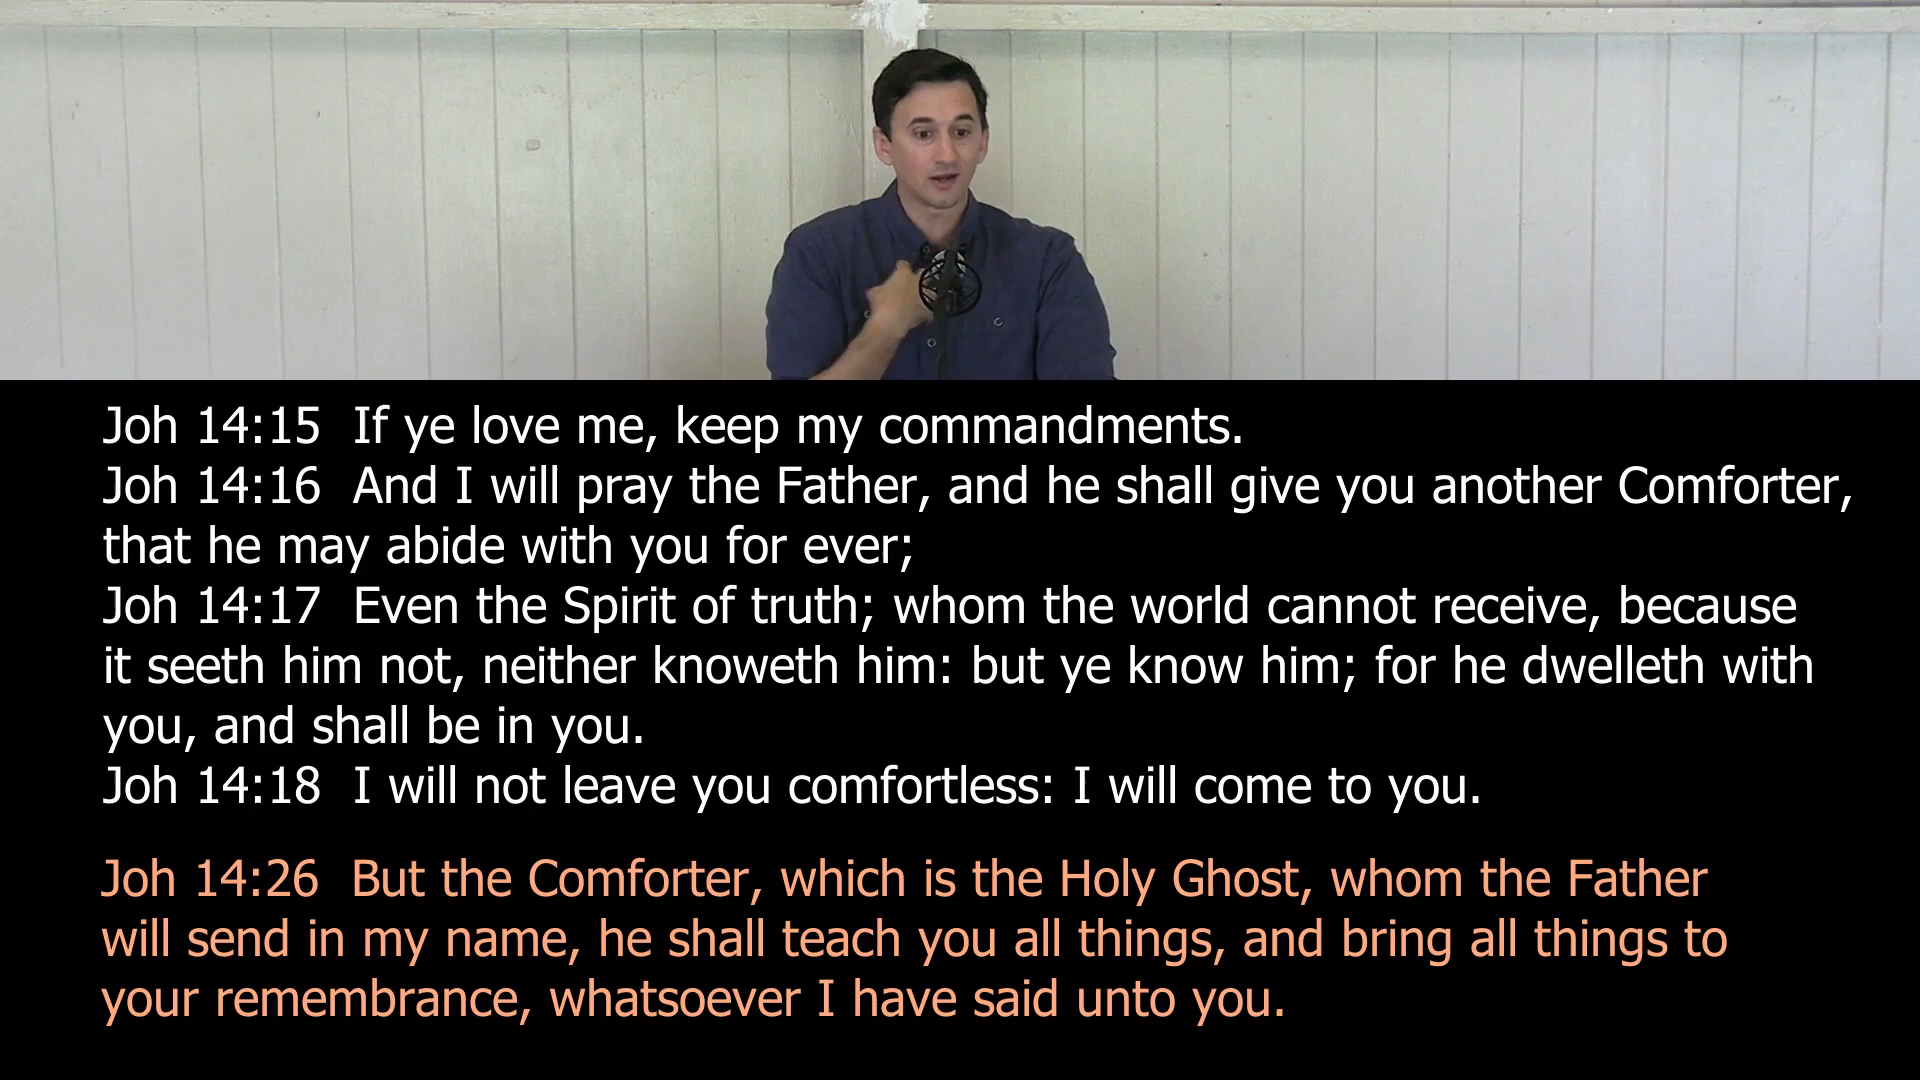 Joh 14:15  If ye love me, keep my commandments.
Joh 14:16  And I will pray the Father, and he shall give you another Comforter,
that he may abide with you for ever;
Joh 14:17  Even the Spirit of truth; whom the world cannot receive, because
it seeth him not, neither knoweth him: but ye know him; for he dwelleth with
you, and shall be in you.
Joh 14:18  I will not leave you comfortless: I will come to you.
Joh 14:26  But the Comforter, which is the Holy Ghost, whom the Father
will send in my name, he shall teach you all things, and bring all things to
your remembrance, whatsoever I have said unto you.